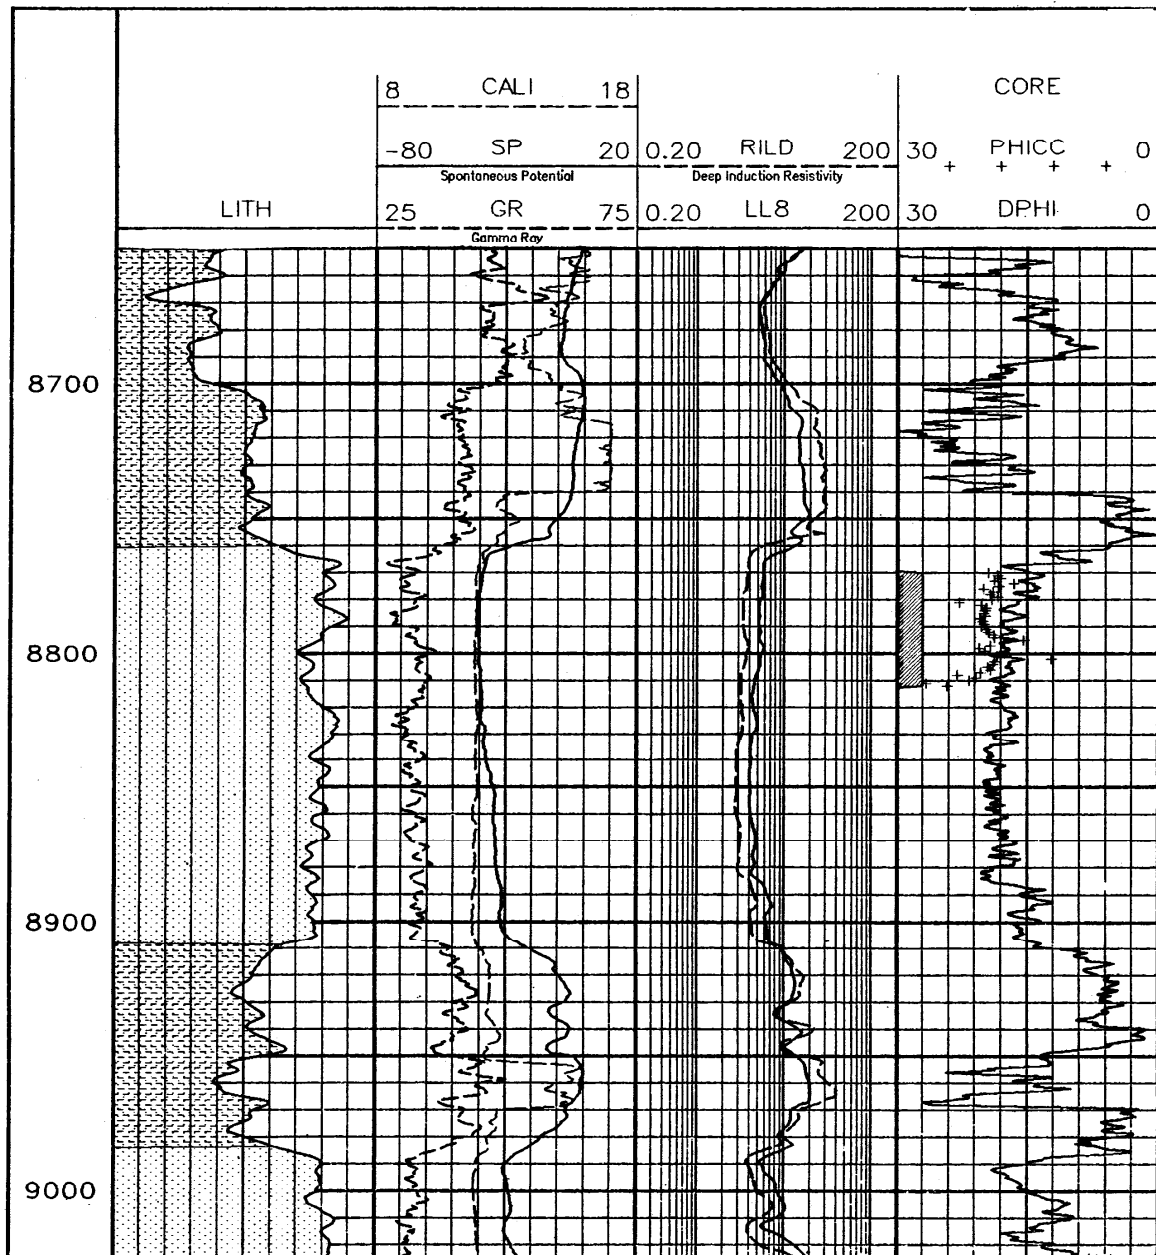 8 CALI 18 CORE
-80 SP 20 0.20 RILD 200 30 PHICC 0
Spontaneous Potential Deep Induction Resistivity
LITH 25 GR 75 0.20 LL8 200 30 DPHI 0
Gamma Ray
8700
8800
8900
9000